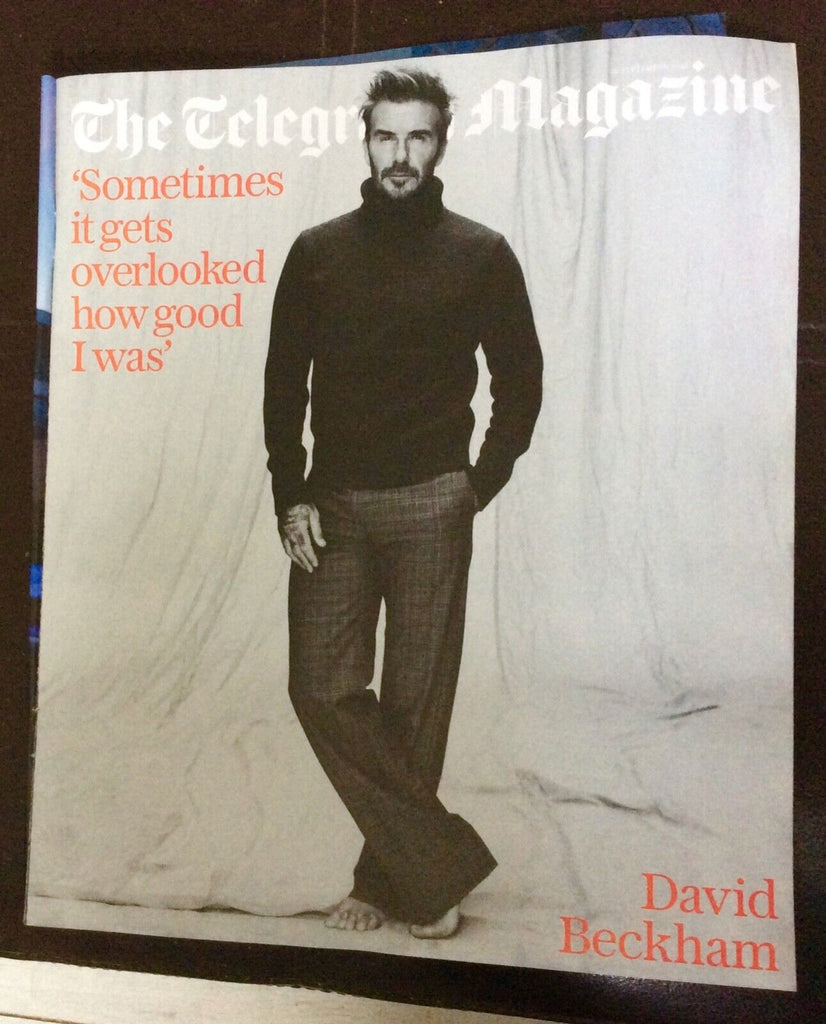 The Telegr Magazine
‘Sometimes
it gets
overlooked
how good
I was’
David
Beckham